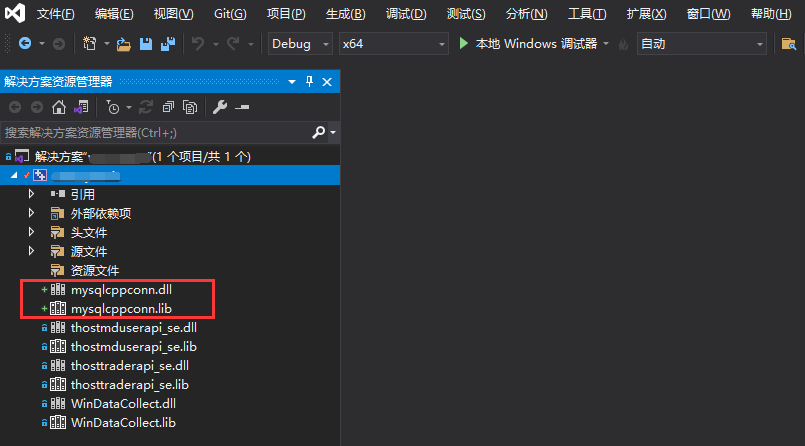 文件(F) 编辑(E) 视图(V) Git(G) 项目(P) 生成(B) 调试(D) 测试(S) 分析(N) 工具(T) 扩展(X) 窗口(W) 帮助(H)
Debug x64 本地 Windows 调试器 自动
解决方案资源管理器
搜索解决方案资源管理器(Ctrl+;)
解决方案“ ”(1 个项目/共 1 个)
引用
外部依赖项
头文件
源文件
资源文件
mysqlcppconn.dll
mysqlcppconn.lib
thostmduserapi_se.dll
thostmduserapi_se.lib
thosttraderapi_se.dll
thosttraderapi_se.lib
WinDataCollect.dll
WinDataCollect.lib